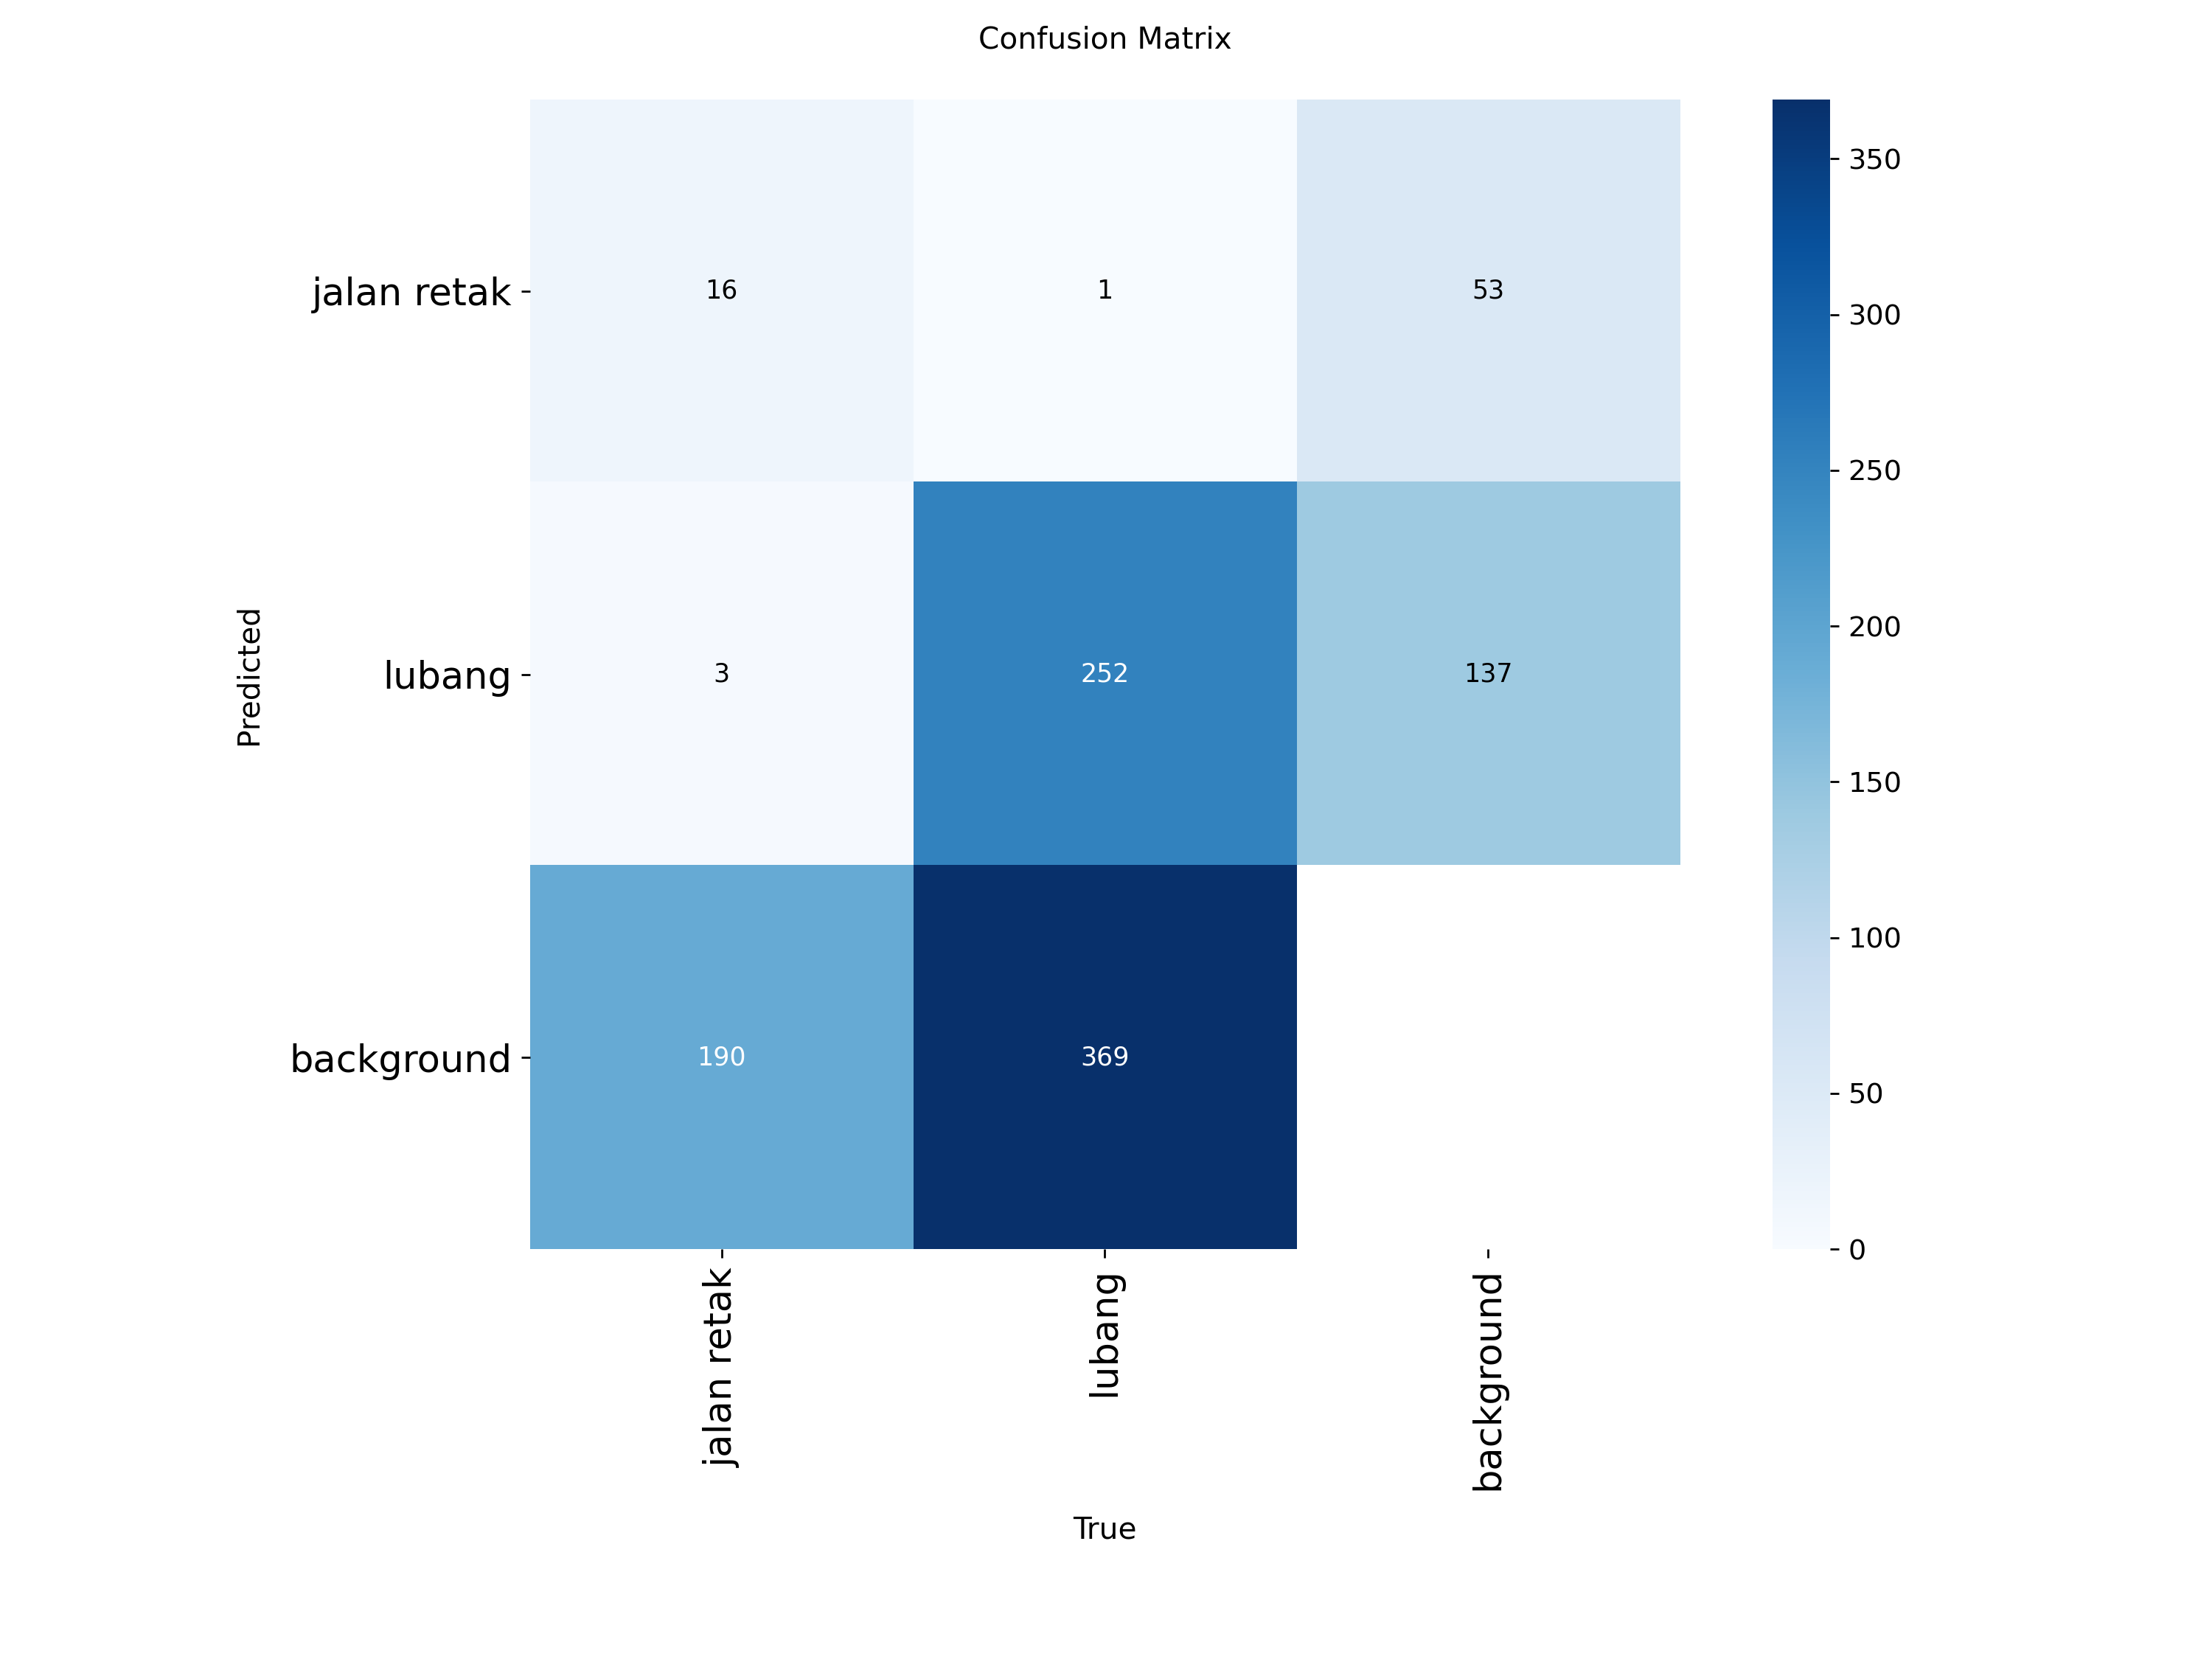 Confusion Matrix
jalan retak
16
1
53
lubang
3
252
137
background
190
369
Predicted
jalan retak
lubang
background
True
350
300
250
200
150
100
50
0